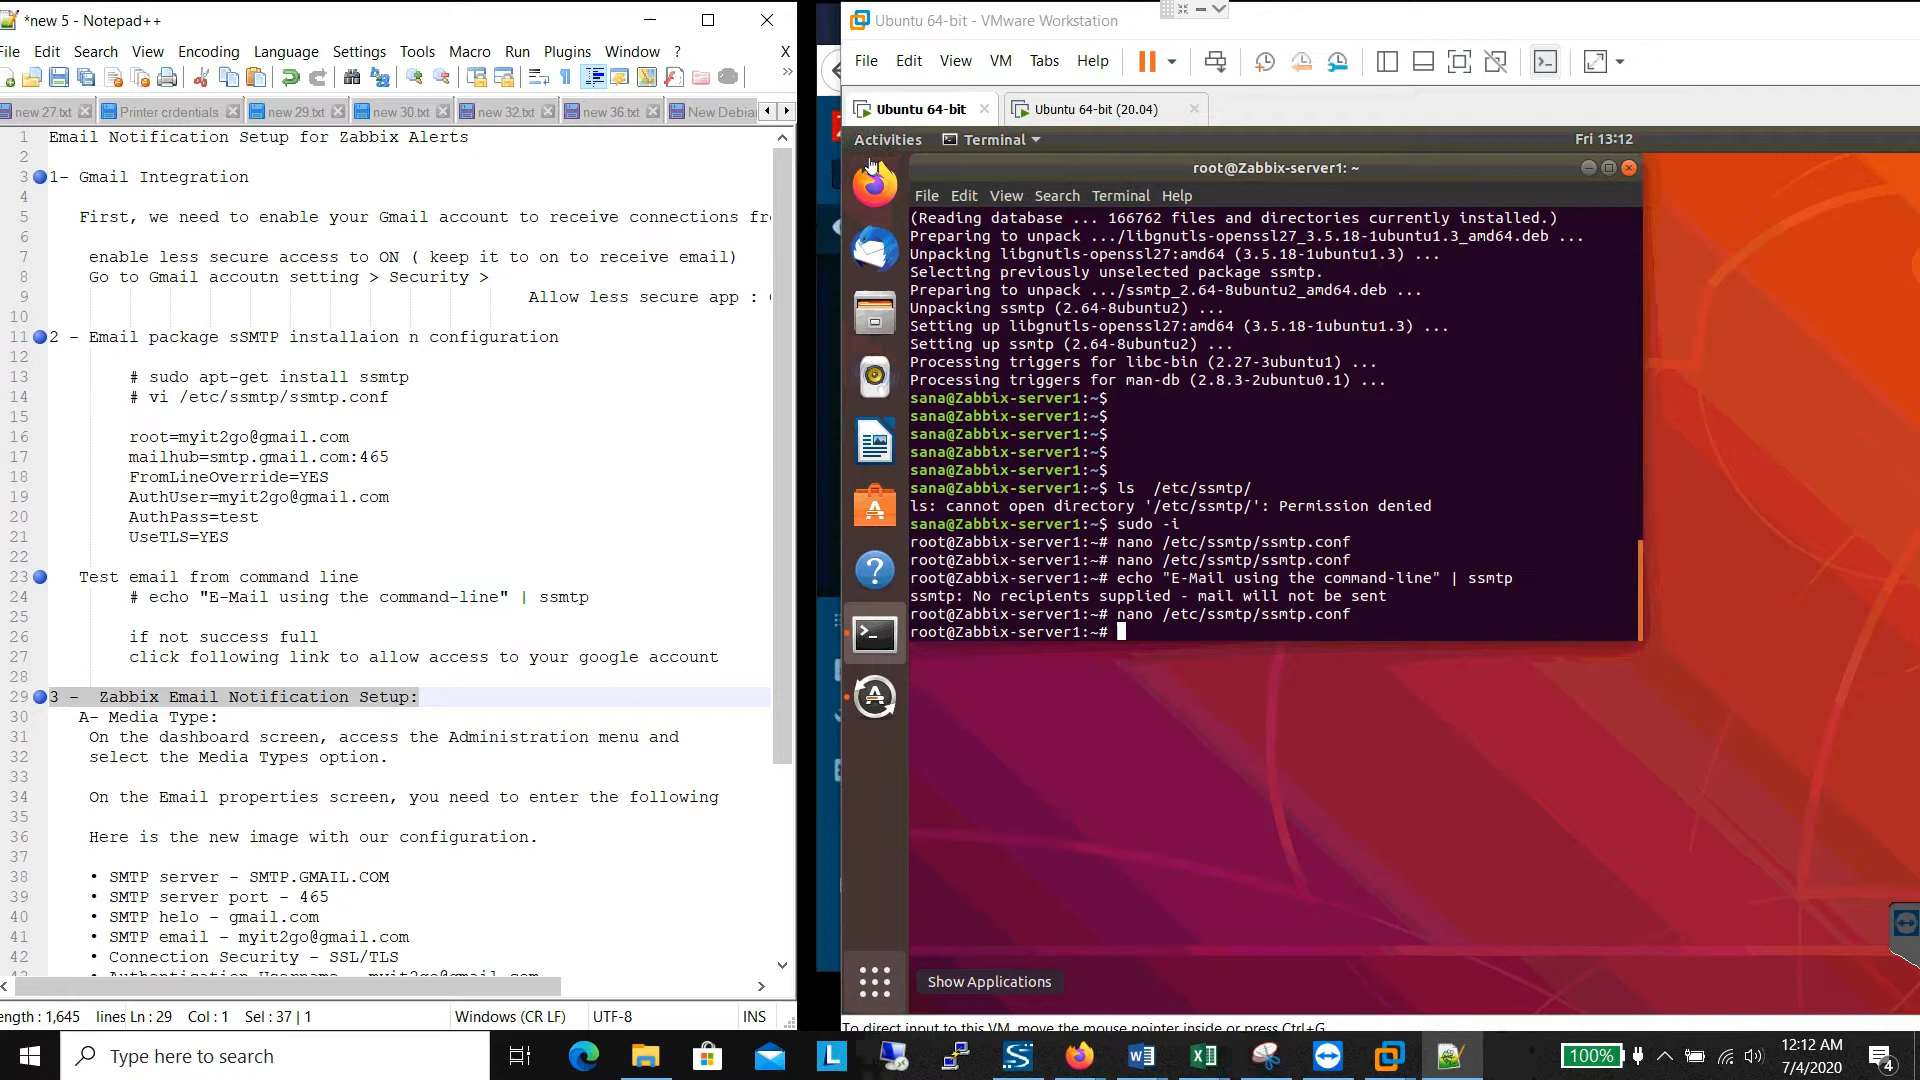 *new 5 - Notepad++
File Edit Search View Encoding Language Settings Tools Macro Run Plugins Window ? X
new 27.txt Printer crdentials new 29.txt new 30.txt new 32.txt new 36.txt New Debia
1 Email Notification Setup for Zabbix Alerts
2
3 1- Gmail Integration
4
5 First, we need to enable your Gmail account to receive connections fr
6
7 enable less secure access to ON ( keep it to on to receive email)
8 Go to Gmail accoutn setting > Security >
9 Allow less secure app :
10
11 2 - Email package sSMTP installaion n configuration
12
13 # sudo apt-get install ssmtp
14 # vi /etc/ssmtp/ssmtp.conf
15
16 root=myit2go@gmail.com
17 mailhub=smtp.gmail.com:465
18 FromLineOverride=YES
19 AuthUser=myit2go@gmail.com
20 AuthPass=test
21 UseTLS=YES
22
23 Test email from command line
24 # echo "E-Mail using the command-line" | ssmtp
25
26 if not success full
27 click following link to allow access to your google account
28
29 3 - Zabbix Email Notification Setup:
30 A- Media Type:
31 On the dashboard screen, access the Administration menu and
32 select the Media Types option.
33
34 On the Email properties screen, you need to enter the following
35
36 Here is the new image with our configuration.
37
38 • SMTP server - SMTP.GMAIL.COM
39 • SMTP server port - 465
40 • SMTP helo - gmail.com
41 • SMTP email - myit2go@gmail.com
42 • Connection Security - SSL/TLS
43 • Authentication Username - myit2go@gmail.com
ength : 1,645 lines Ln : 29 Col : 1 Sel : 37 | 1 Windows (CR LF) UTF-8 INS
Ubuntu 64-bit - VMware Workstation
File Edit View VM Tabs Help
Ubuntu 64-bit Ubuntu 64-bit (20.04)
Activities Terminal Fri 13:12
root@Zabbix-server1: ~
File Edit View Search Terminal Help
(Reading database ... 166762 files and directories currently installed.)
Preparing to unpack .../libgnutls-openssl27_3.5.18-1ubuntu1.3_amd64.deb ...
Unpacking libgnutls-openssl27:amd64 (3.5.18-1ubuntu1.3) ...
Selecting previously unselected package ssmtp.
Preparing to unpack .../ssmtp_2.64-8ubuntu2_amd64.deb ...
Unpacking ssmtp (2.64-8ubuntu2) ...
Setting up libgnutls-openssl27:amd64 (3.5.18-1ubuntu1.3) ...
Setting up ssmtp (2.64-8ubuntu2) ...
Processing triggers for libc-bin (2.27-3ubuntu1) ...
Processing triggers for man-db (2.8.3-2ubuntu0.1) ...
sana@Zabbix-server1:~$
sana@Zabbix-server1:~$
sana@Zabbix-server1:~$
sana@Zabbix-server1:~$
sana@Zabbix-server1:~$
sana@Zabbix-server1:~$ ls  /etc/ssmtp/
ls: cannot open directory '/etc/ssmtp/': Permission denied
sana@Zabbix-server1:~$ sudo -i
root@Zabbix-server1:~# nano /etc/ssmtp/ssmtp.conf
root@Zabbix-server1:~# nano /etc/ssmtp/ssmtp.conf
root@Zabbix-server1:~# echo "E-Mail using the command-line" | ssmtp
ssmtp: No recipients supplied - mail will not be sent
root@Zabbix-server1:~# nano /etc/ssmtp/ssmtp.conf
root@Zabbix-server1:~#
Show Applications
To direct input to this VM, move the mouse pointer inside or press Ctrl+G
Type here to search
100%
12:12 AM
7/4/2020
4